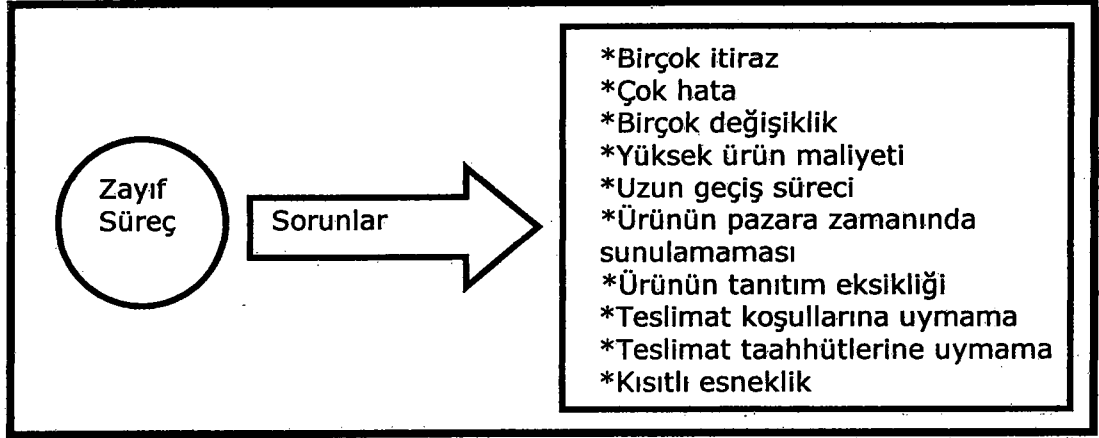 Zayıf
Süreç
Sorunlar
*Birçok itiraz
*Çok hata
*Birçok değişiklik
*Yüksek ürün maliyeti
*Uzun geçiş süreci
*Ürünün pazara zamanında
sunulamaması
*Ürünün tanıtım eksikliği
*Teslimat koşullarına uymama
*Teslimat taahhütlerine uymama
*Kısıtlı esneklik